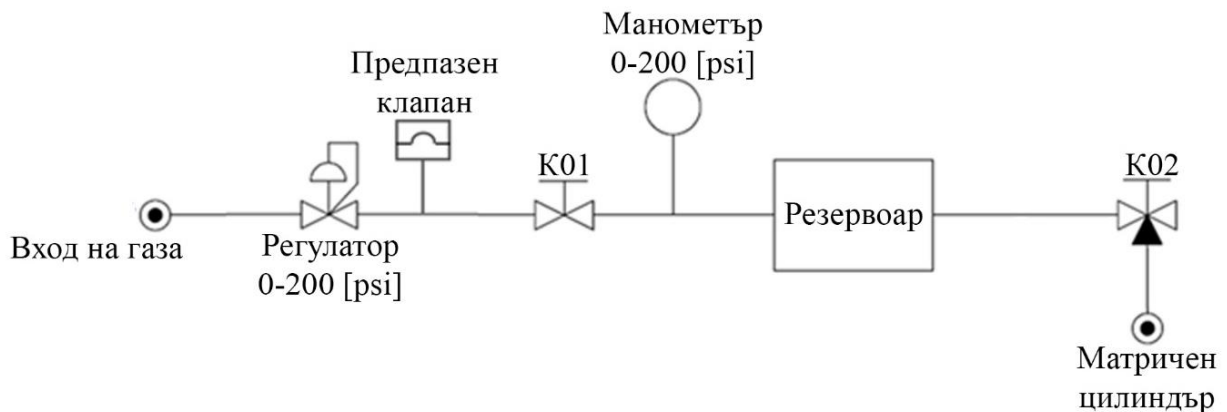 Манометър
0-200 [psi]
Предпазен
клапан
К01
К02
Резервоар
Вход на газа
Регулатор
0-200 [psi]
Матричен
цилиндър